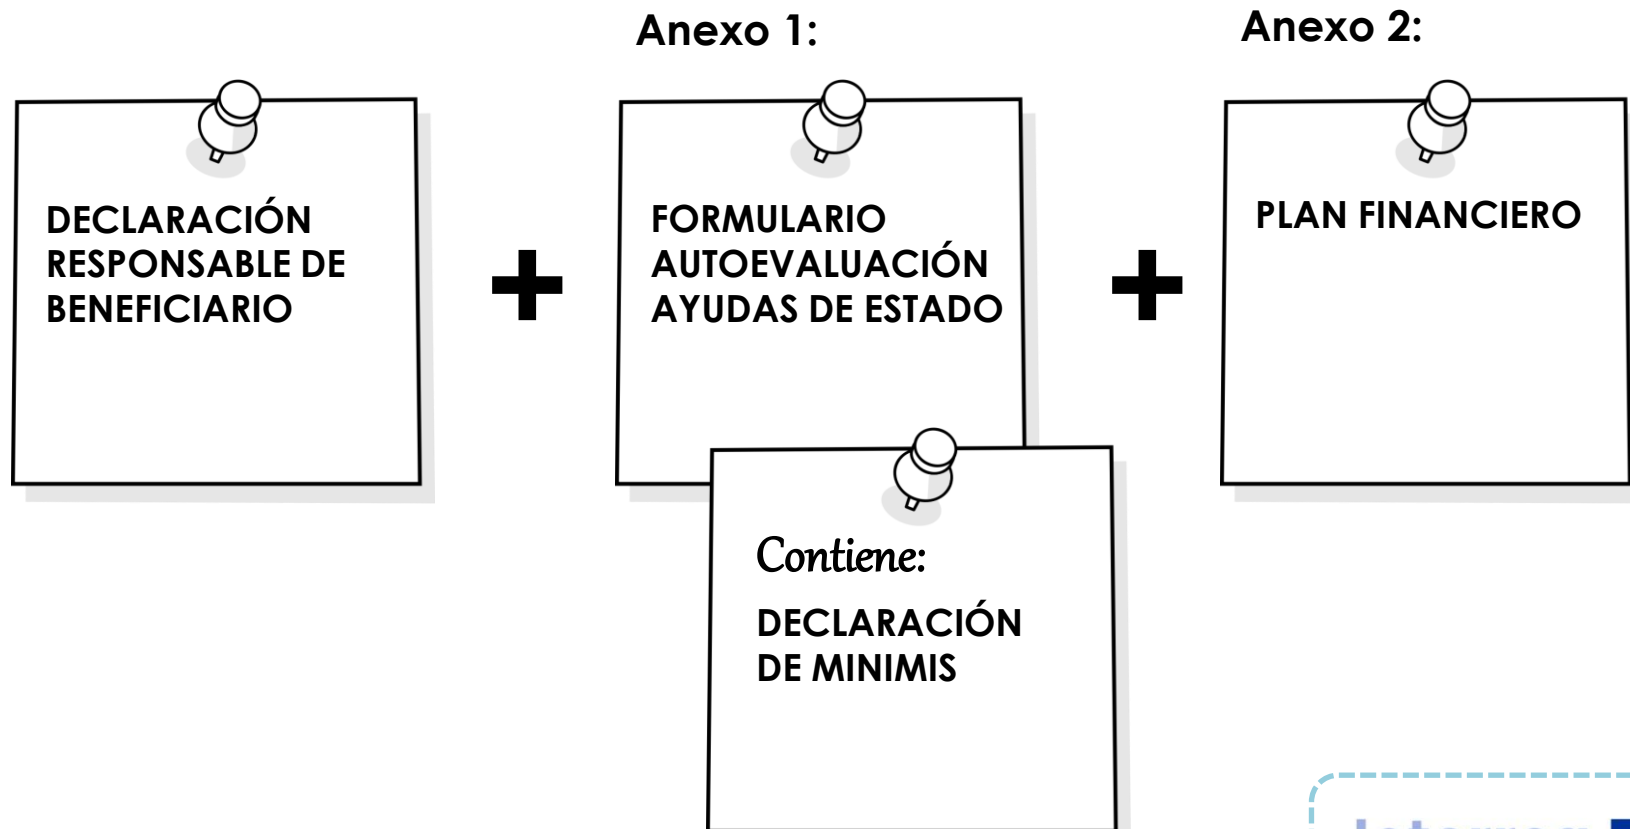 Anexo 1:
Anexo 2:
DECLARACIÓN
RESPONSABLE DE
BENEFICIARIO
+
FORMULARIO
AUTOEVALUACIÓN
AYUDAS DE ESTADO
+
PLAN FINANCIERO
Contiene:
DECLARACIÓN
DE MINIMIS